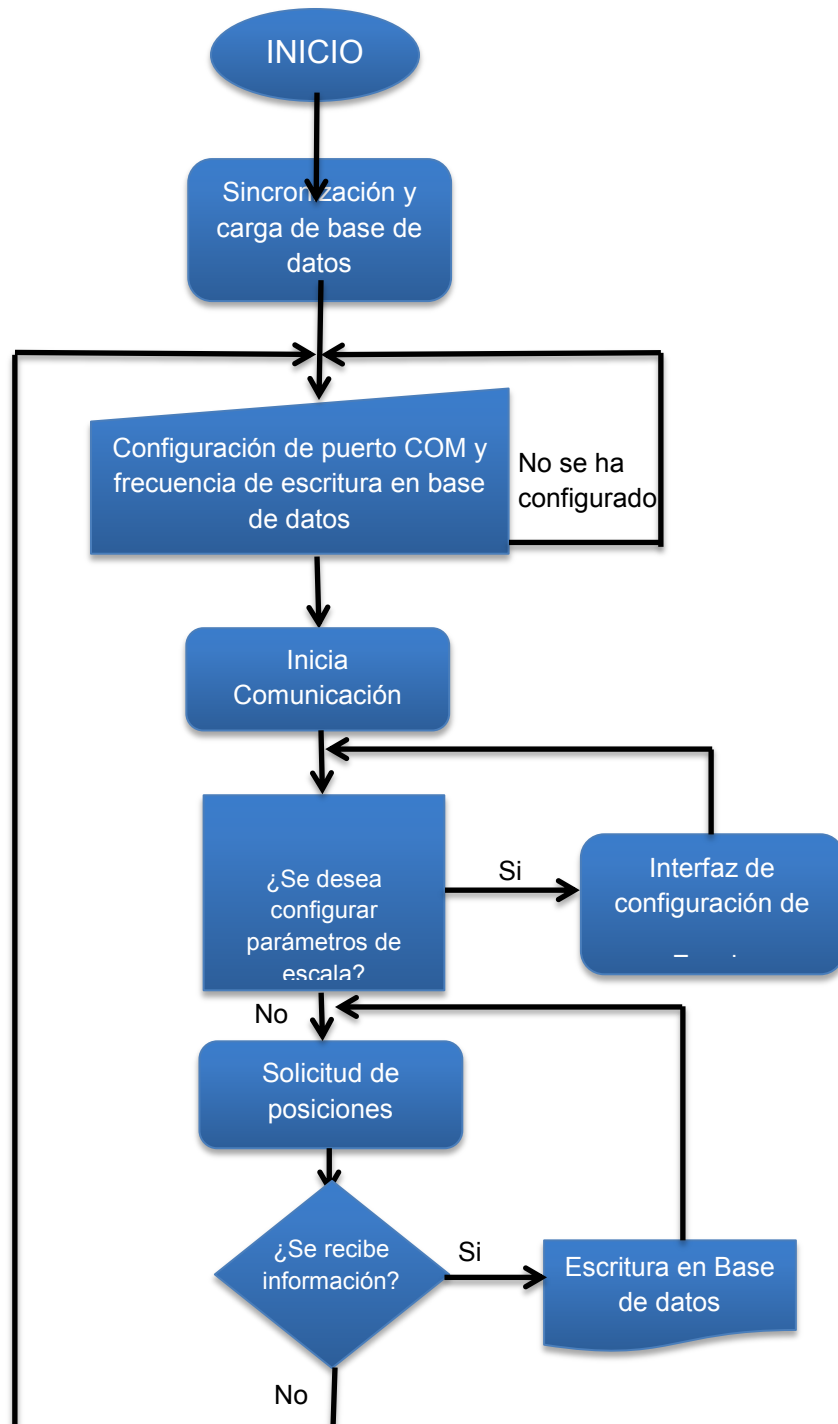 INICIO
Sincronización y
carga de base de
datos
Configuración de puerto COM y
frecuencia de escritura en base
de datos
No se ha
configurado
Inicia
Comunicación
¿Se desea
configurar
parámetros de
escala?
Si
Interfaz de
configuración de
No
Solicitud de
posiciones
¿Se recibe
información?
Si
Escritura en Base
de datos
No